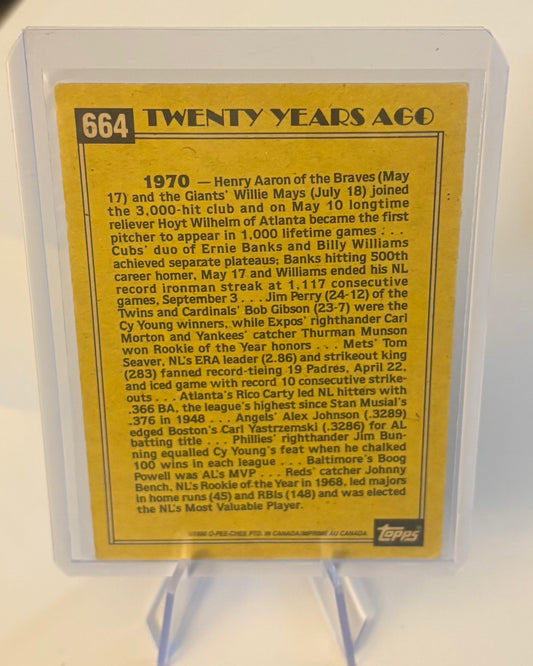 664 TWENTY YEARS AGO
1970 — Henry Aaron of the Braves (May
17) and the Giants' Willie Mays (July 18) joined
the 3,000-hit club and on May 10 longtime
reliever Hoyt Wilhelm of Atlanta became the first
pitcher to appear in 1,000 lifetime games . . .
Cubs' duo of Ernie Banks and Billy Williams
achieved separate plateaus; Banks hitting 500th
career homer, May 17 and Williams ended his NL
record ironman streak at 1,117 consecutive
games, September 3 . . . Jim Perry (24-12) of the
Twins and Cardinals' Bob Gibson (23-7) were the
Cy Young winners, while Expos' righthander Carl
Morton and Yankees' catcher Thurman Munson
won Rookie of the Year honors . . . Mets' Tom
Seaver, NL's ERA leader (2.86) and strikeout king
(283) fanned record-tieing 19 Padres, April 22,
and iced game with record 10 consecutive strike-
outs . . . Atlanta's Rico Carty led NL hitters with
.366 BA, the league's highest since Stan Musial's
.376 in 1948 . . . Angels' Alex Johnson (.3289)
edged Boston's Carl Yastrzemski (.3286) for AL
batting title . . . Phillies' righthander Jim Bun-
ning equalled Cy Young's feat when he chalked
100 wins in each league . . . Baltimore's Boog
Powell was AL's MVP . . . Reds' catcher Johnny
Bench, NL's Rookie of the Year in 1968, led majors
in home runs (45) and RBIs (148) and was elected
the NL's Most Valuable Player.
©1990 O-PEE-CHEE PTD. IN CANADA/IMPRIMÉ AU CANADA
topps